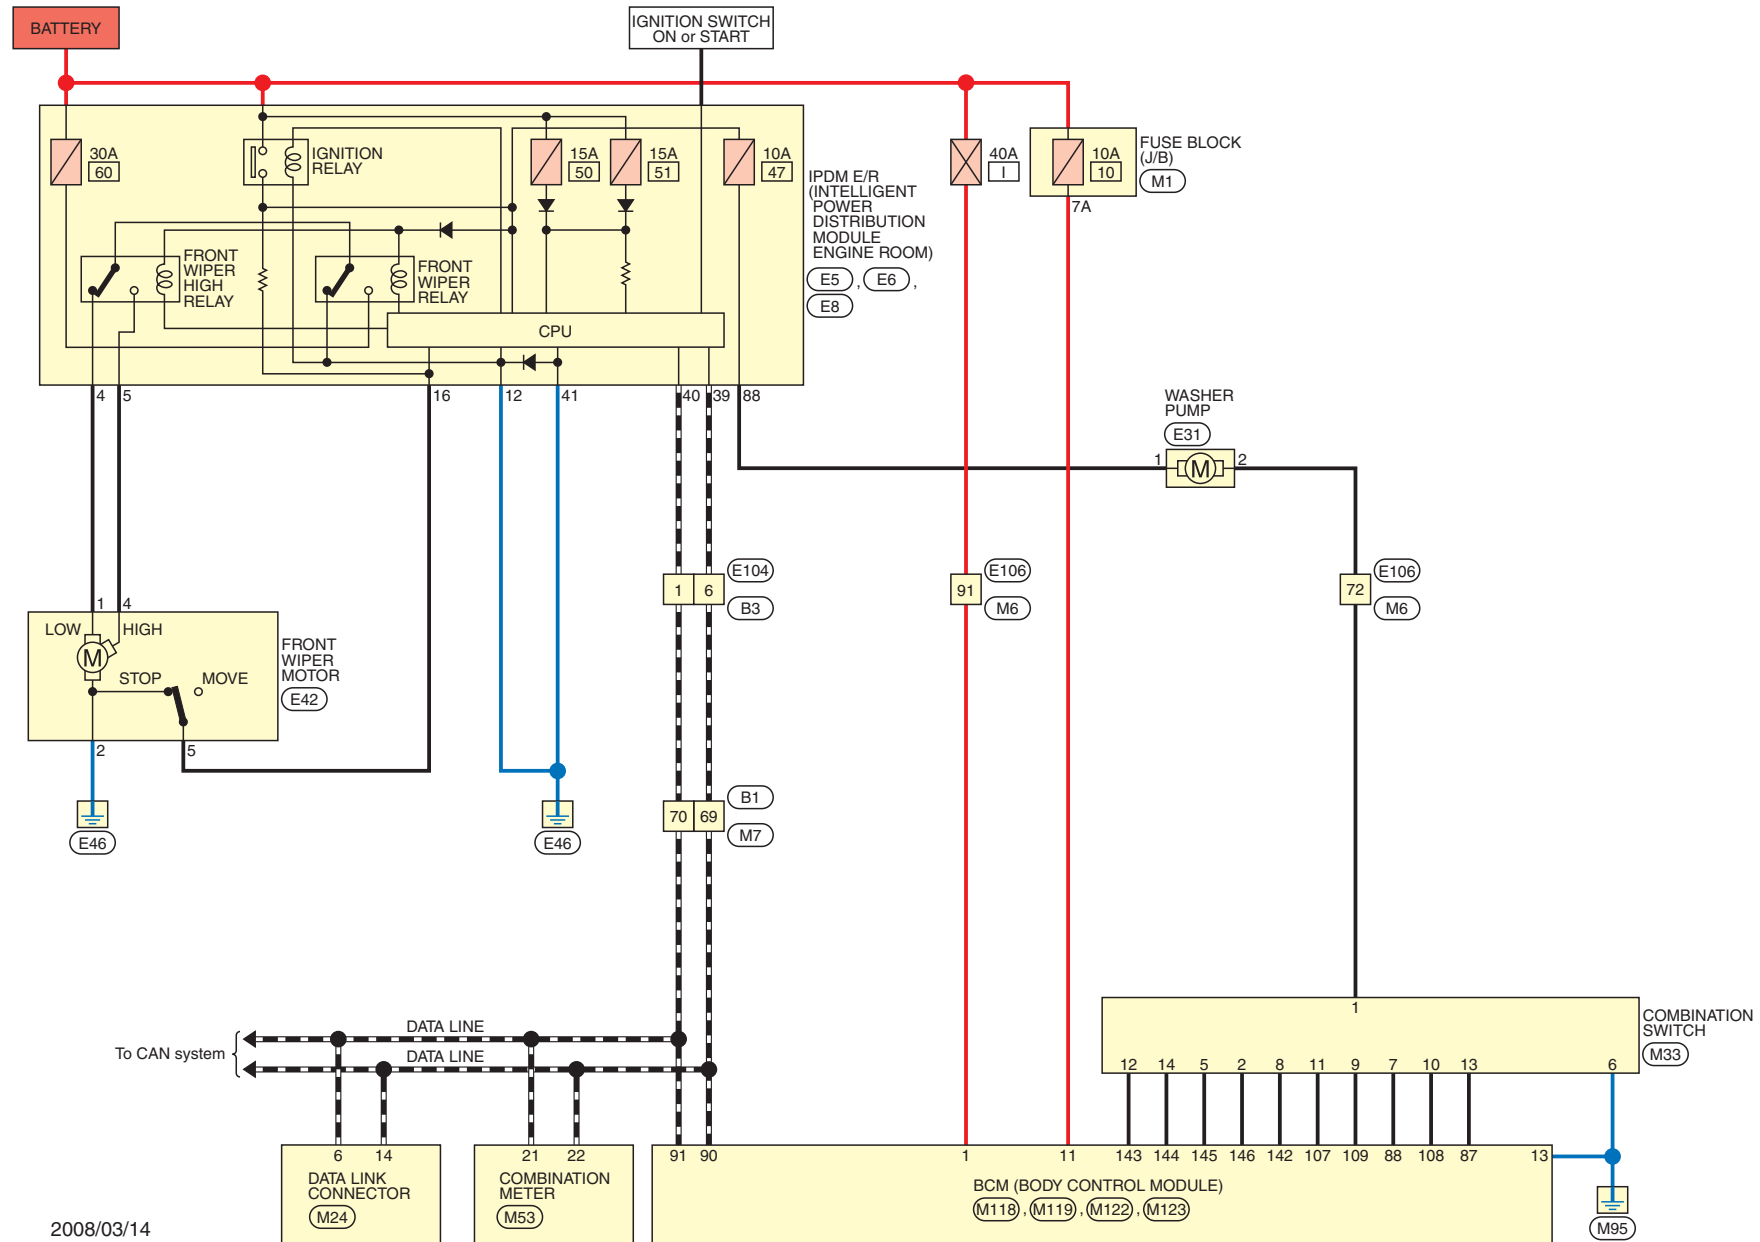 BATTERY
IGNITION SWITCH
ON or START
30A
60
IGNITION
RELAY
15A
50
15A
51
10A
47
40A
I
10A
10
FUSE BLOCK
(J/B)
M1
7A
IPDM E/R
(INTELLIGENT
POWER
DISTRIBUTION
MODULE
ENGINE ROOM)
E5 , E6 ,
E8
FRONT
WIPER
HIGH
RELAY
FRONT
WIPER
RELAY
CPU
4 5 16 12 41 40 39 88
WASHER
PUMP
E31
1 M 2
1 6
E104
B3
91
E106
M6
72
E106
M6
1 4
LOW HIGH
M
STOP MOVE
FRONT
WIPER
MOTOR
E42
2 5
E46
E46
70 69
B1
M7
To CAN system
DATA LINE
DATA LINE
1
COMBINATION
SWITCH
M33
12 14 5 2 8 11 9 7 10 13 6
6 14
DATA LINK
CONNECTOR
M24
21 22
COMBINATION
METER
M53
91 90 1 11 143 144 145 146 142 107 109 88 108 87 13
BCM (BODY CONTROL MODULE)
M118 , M119 , M122 , M123
M95
2008/03/14